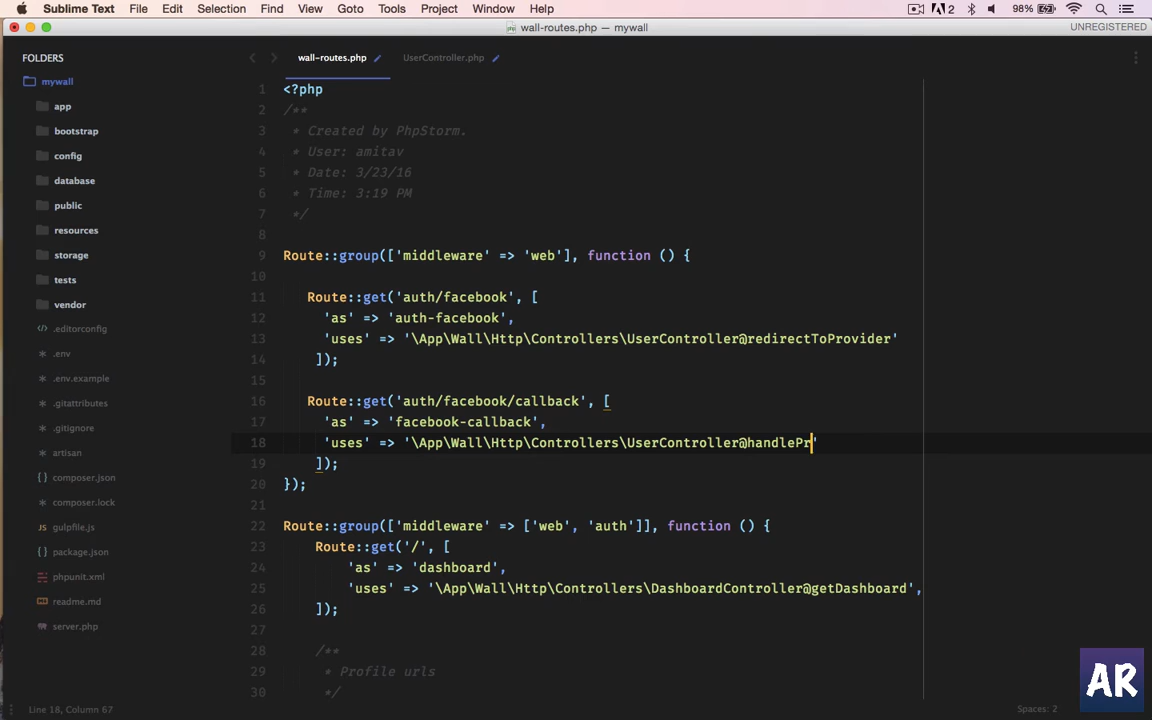 Sublime Text File Edit Selection Find View Goto Tools Project Window Help 2 98%
wall-routes.php — mywall UNREGISTERED
FOLDERS
mywall
app
bootstrap
config
database
public
resources
storage
tests
vendor
.editorconfig
.env
.env.example
.gitattributes
.gitignore
artisan
composer.json
composer.lock
gulpfile.js
package.json
phpunit.xml
readme.md
server.php
wall-routes.php UserController.php
1 <?php
2 /**
3 * Created by PhpStorm.
4 * User: amitav
5 * Date: 3/23/16
6 * Time: 3:19 PM
7 */
8
9 Route::group(['middleware' => 'web'], function () {
10
11 Route::get('auth/facebook', [
12 'as' => 'auth-facebook',
13 'uses' => '\App\Wall\Http\Controllers\UserController@redirectToProvider'
14 ]);
15
16 Route::get('auth/facebook/callback', [
17 'as' => 'facebook-callback',
18 'uses' => '\App\Wall\Http\Controllers\UserController@handlePr'
19 ]);
20 });
21
22 Route::group(['middleware' => ['web', 'auth']], function () {
23 Route::get('/', [
24 'as' => 'dashboard',
25 'uses' => '\App\Wall\Http\Controllers\DashboardController@getDashboard',
26 ]);
27
28 /**
29 * Profile urls
30 */
AR
Line 18, Column 67 Spaces: 2